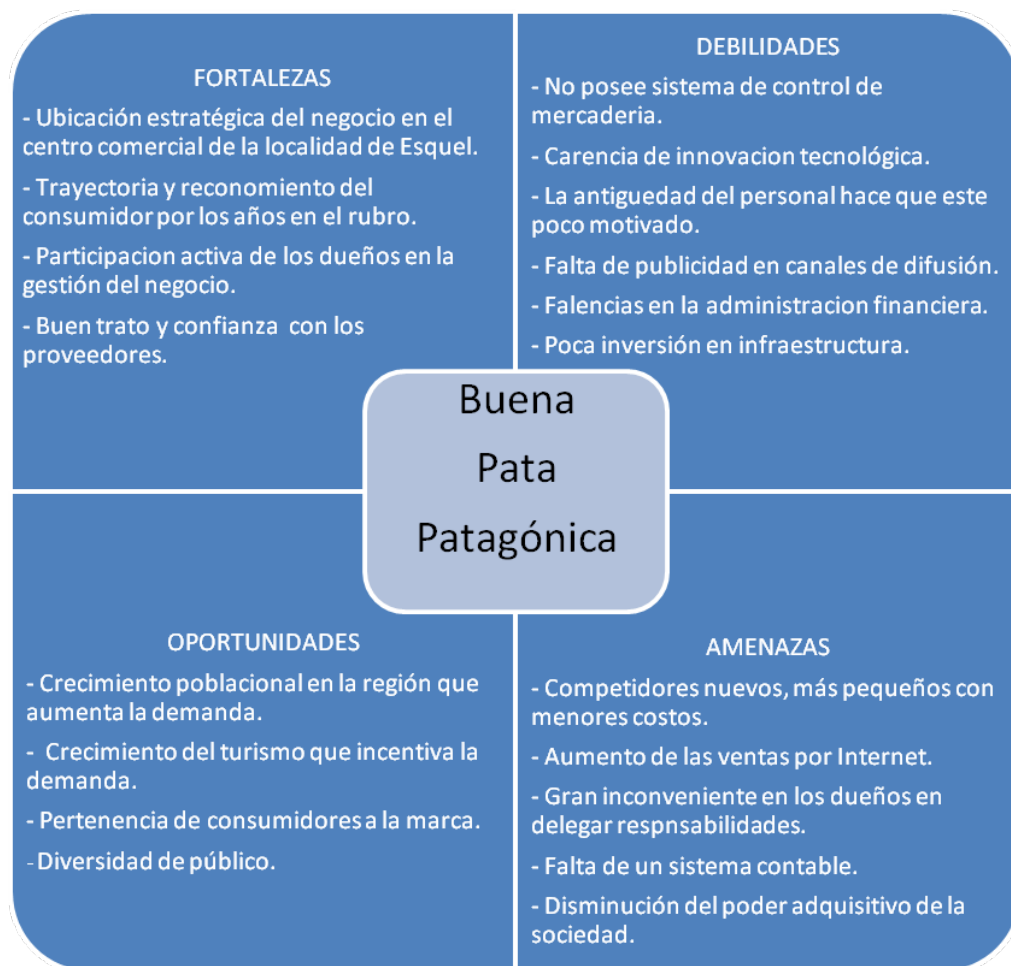 FORTALEZAS
- Ubicación estratégica del negocio en el
centro comercial de la localidad de Esquel.
- Trayectoria y reconomiento del
consumidor por los años en el rubro.
- Participacion activa de los dueños en la
gestión del negocio.
- Buen trato y confianza con los
proveedores.
DEBILIDADES
- No posee sistema de control de
mercaderia.
- Carencia de innovacion tecnológica.
- La antiguedad del personal hace que este
poco motivado.
- Falta de publicidad en canales de difusión.
- Falencias en la administracion financiera.
- Poca inversión en infraestructura.
Buena
Pata
Patagónica
OPORTUNIDADES
- Crecimiento poblacional en la región que
aumenta la demanda.
- Crecimiento del turismo que incentiva la
demanda.
- Pertenencia de consumidores a la marca.
- Diversidad de público.
AMENAZAS
- Competidores nuevos, más pequeños con
menores costos.
- Aumento de las ventas por Internet.
- Gran inconveniente en los dueños en
delegar respnsabilidades.
- Falta de un sistema contable.
- Disminución del poder adquisitivo de la
sociedad.